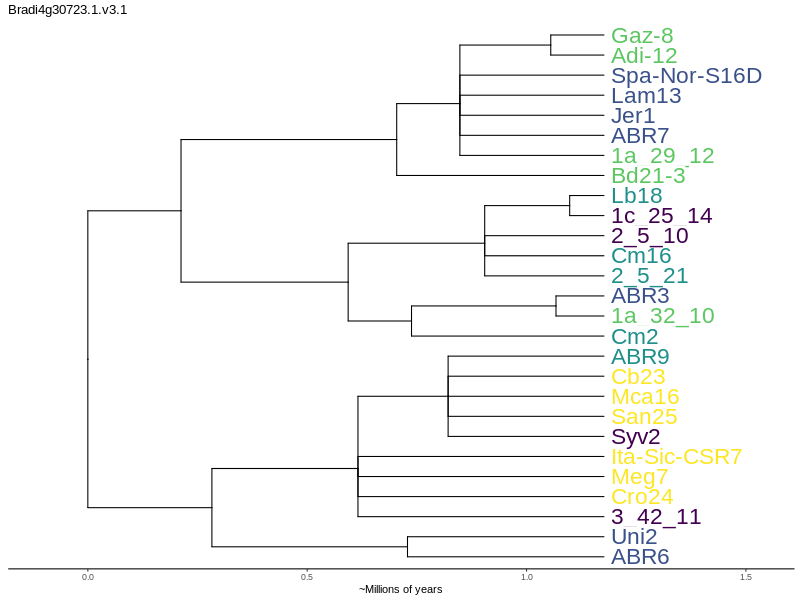 Bradi4g30723.1.v3.1
Gaz-8
Adi-12
Spa-Nor-S16D
Lam13
Jer1
ABR7
1a_29_12
Bd21-3
Lb18
1c_25_14
2_5_10
Cm16
2_5_21
ABR3
1a_32_10
Cm2
ABR9
Cb23
Mca16
San25
Syv2
Ita-Sic-CSR7
Meg7
Cro24
3_42_11
Uni2
ABR6
0.0 0.5 1.0 1.5
~Millions of years